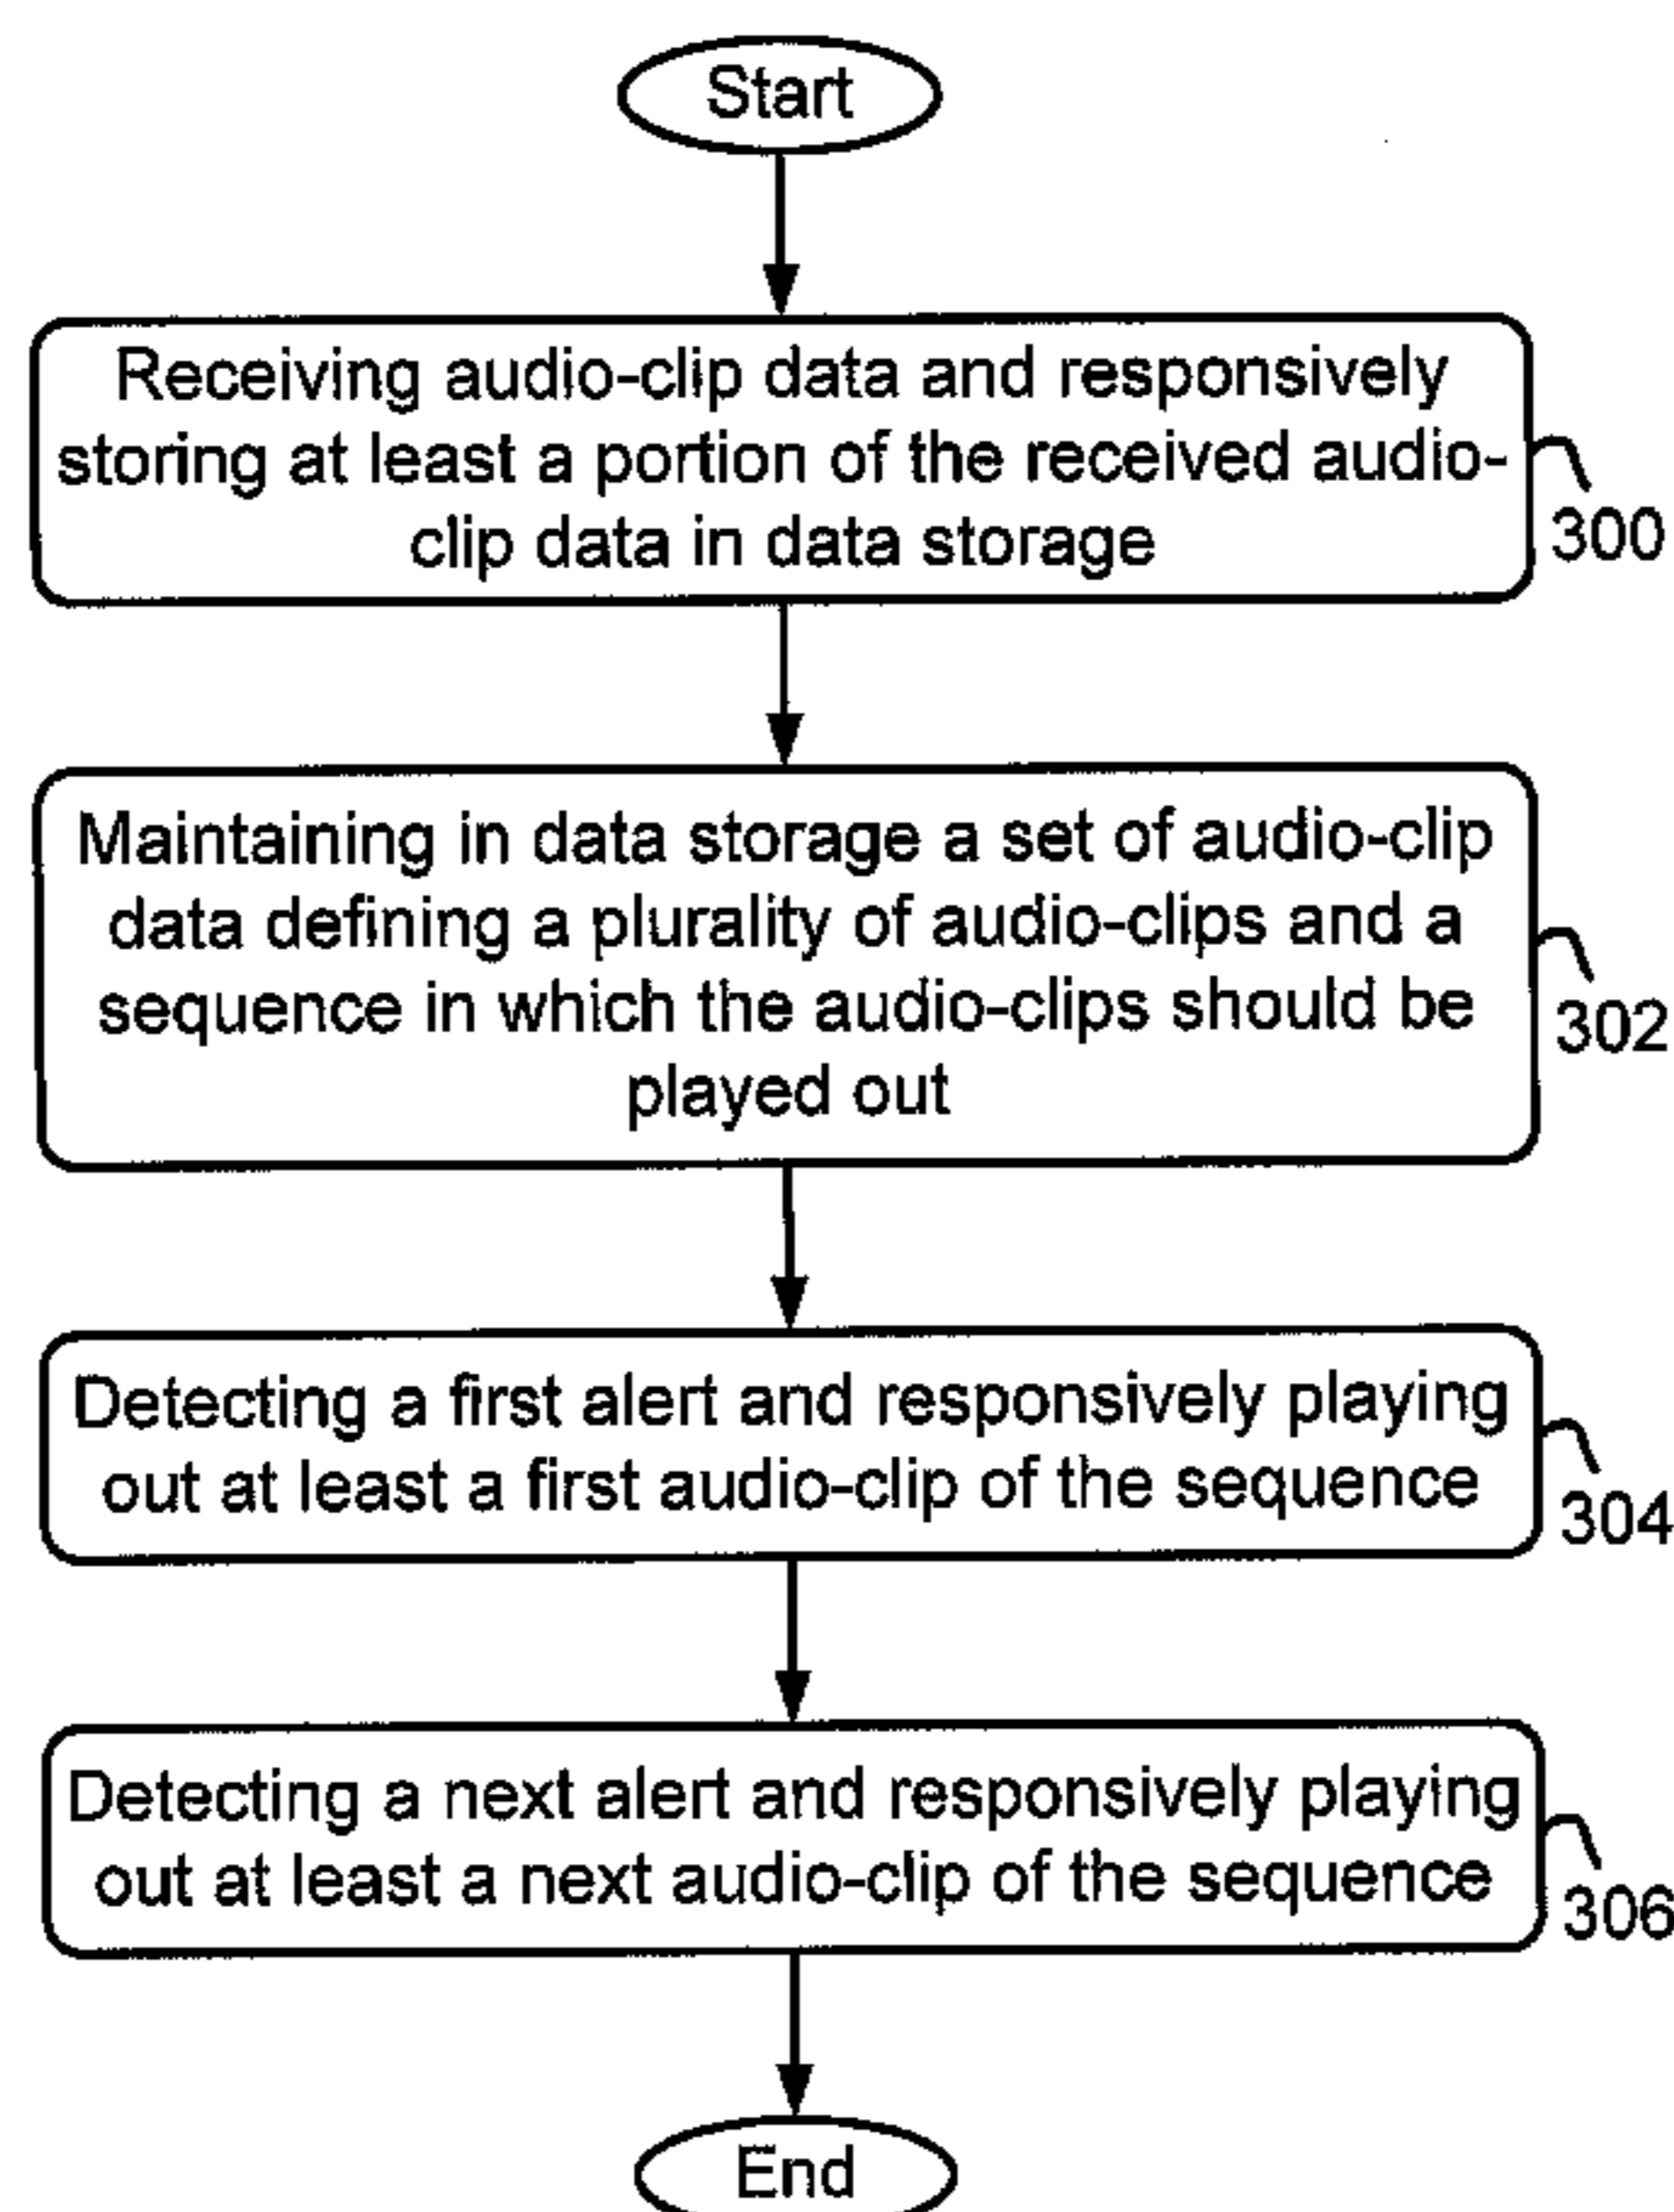 Start
Receiving audio-clip data and responsively
storing at least a portion of the received audio-
clip data in data storage
300
Maintaining in data storage a set of audio-clip
data defining a plurality of audio-clips and a
sequence in which the audio-clips should be
played out
302
Detecting a first alert and responsively playing
out at least a first audio-clip of the sequence
304
Detecting a next alert and responsively playing
out at least a next audio-clip of the sequence
306
End